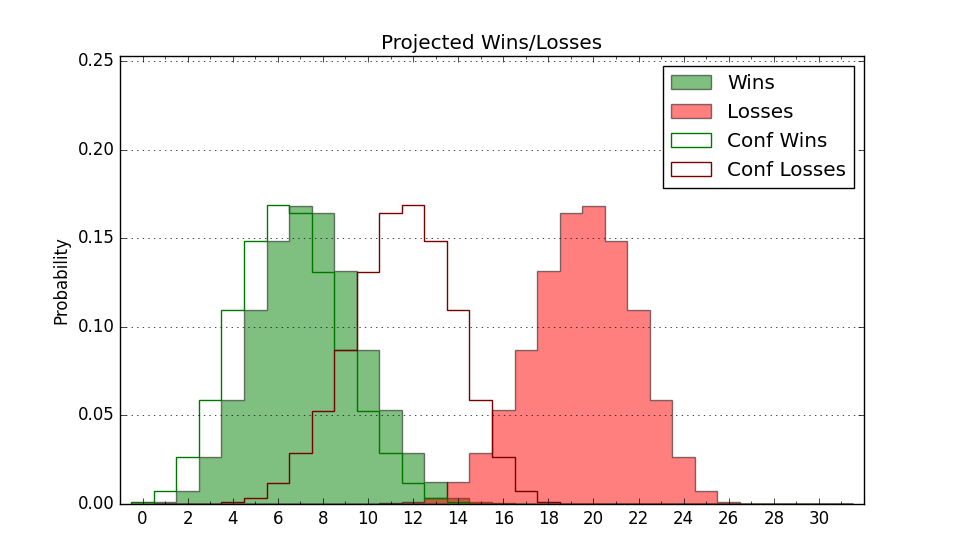 Projected Wins/Losses
0.25
0.20
0.15
0.10
0.05
0.00
Probability
Wins
Losses
Conf Wins
Conf Losses
0 2 4 6 8 10 12 14 16 18 20 22 24 26 28 30